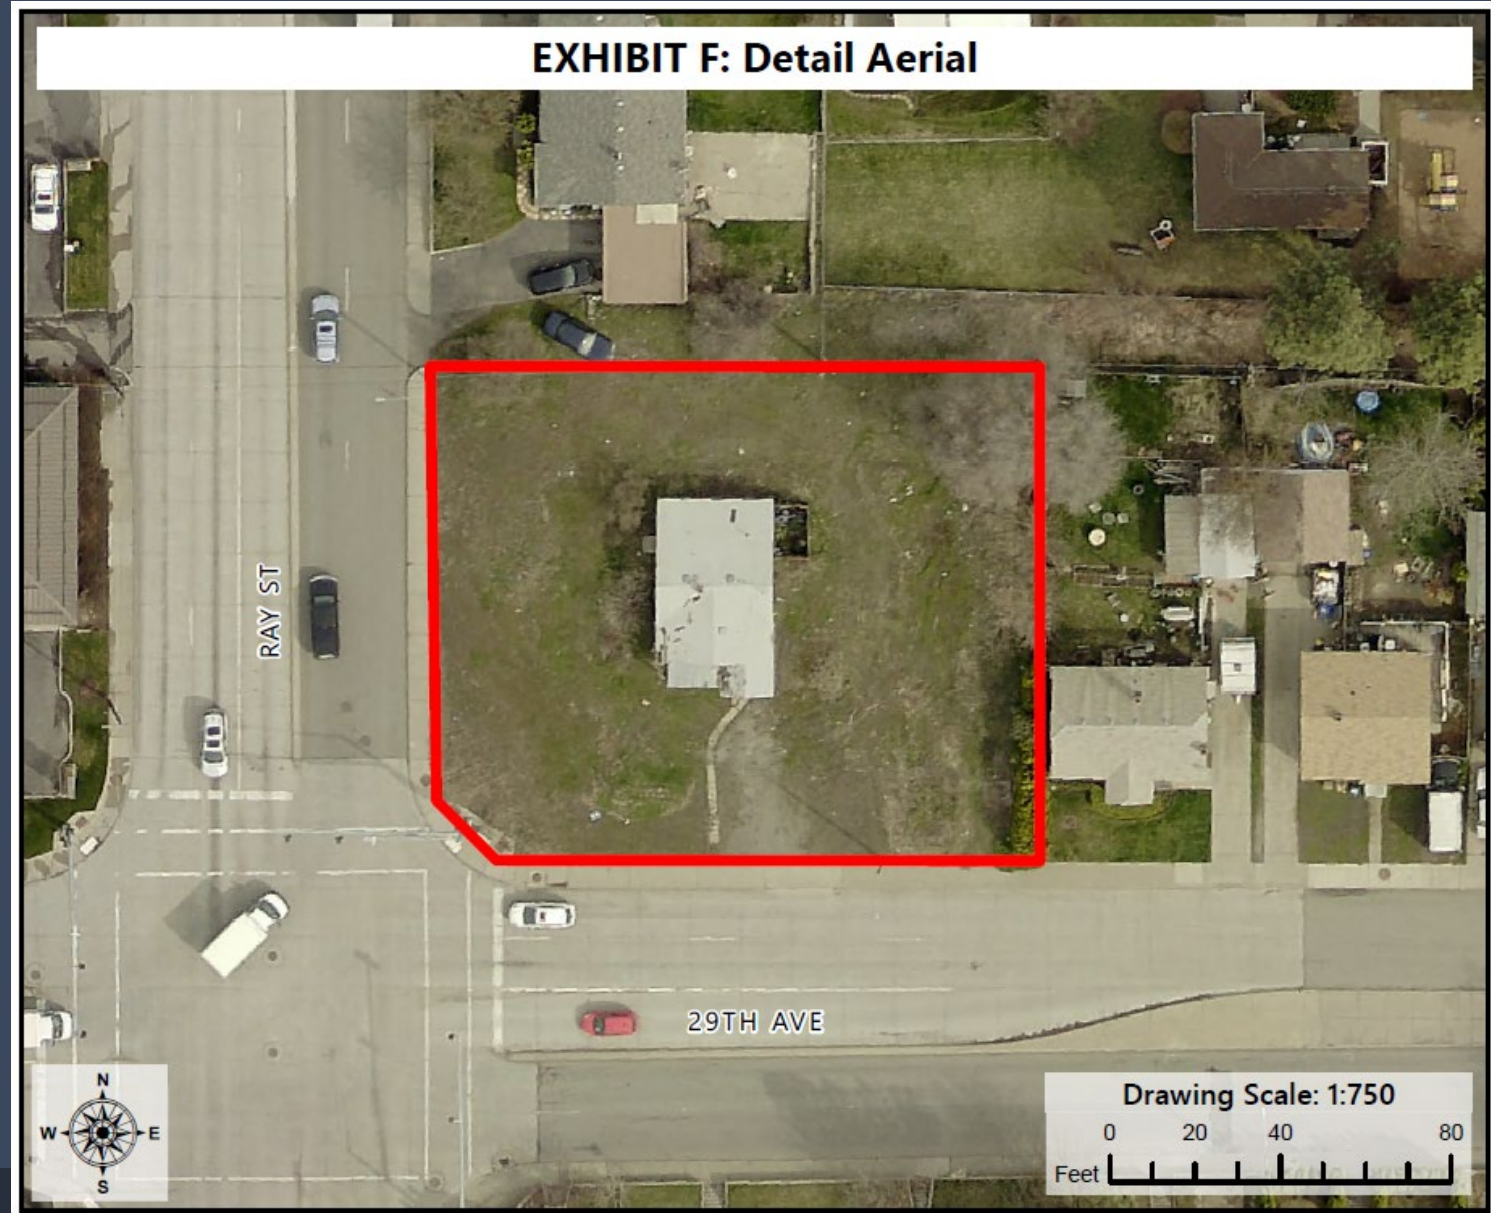 EXHIBIT F: Detail Aerial
RAY ST
29TH AVE
N
W E
S
Drawing Scale: 1:750
0 20 40 80
Feet